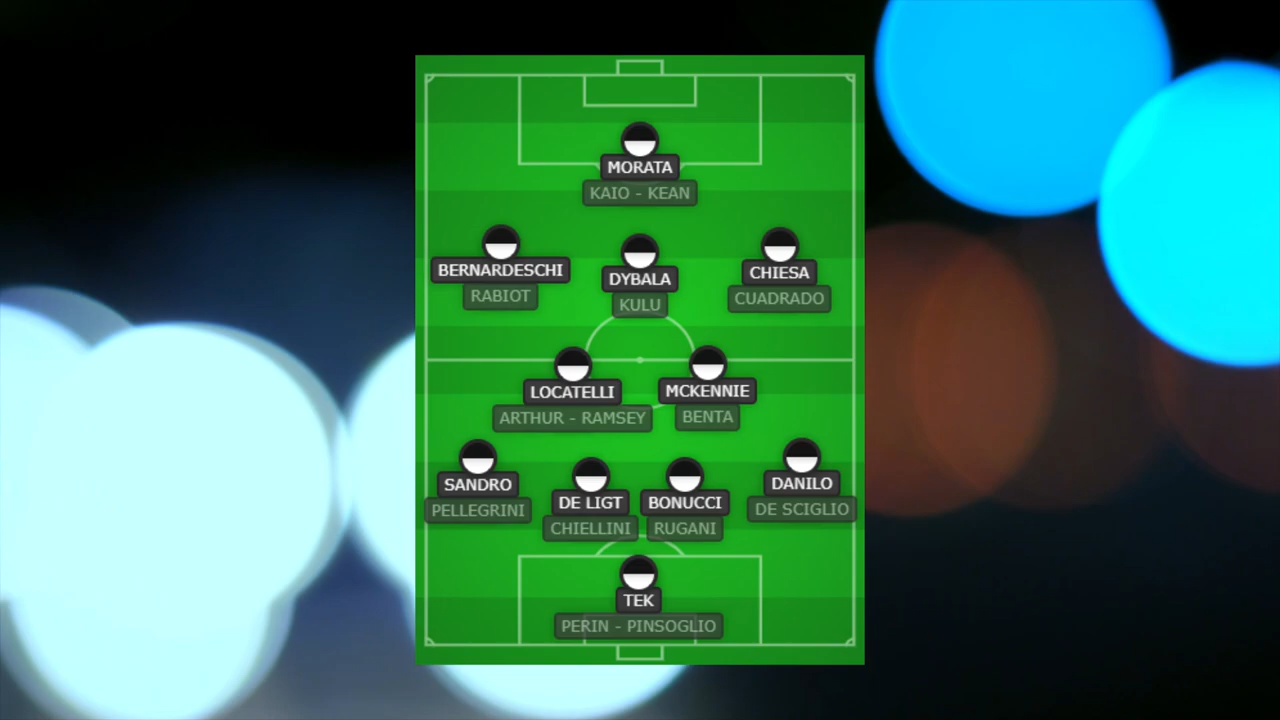 MORATA
KAIO - KEAN
BERNARDESCHI
RABIOT
DYBALA
KULU
CHIESA
CUADRADO
LOCATELLI
ARTHUR - RAMSEY
MCKENNIE
BENTA
SANDRO
PELLEGRINI
DE LIGT
CHIELLINI
BONUCCI
RUGANI
DANILO
DE SCIGLIO
TEK
PERIN - PINSOGLIO